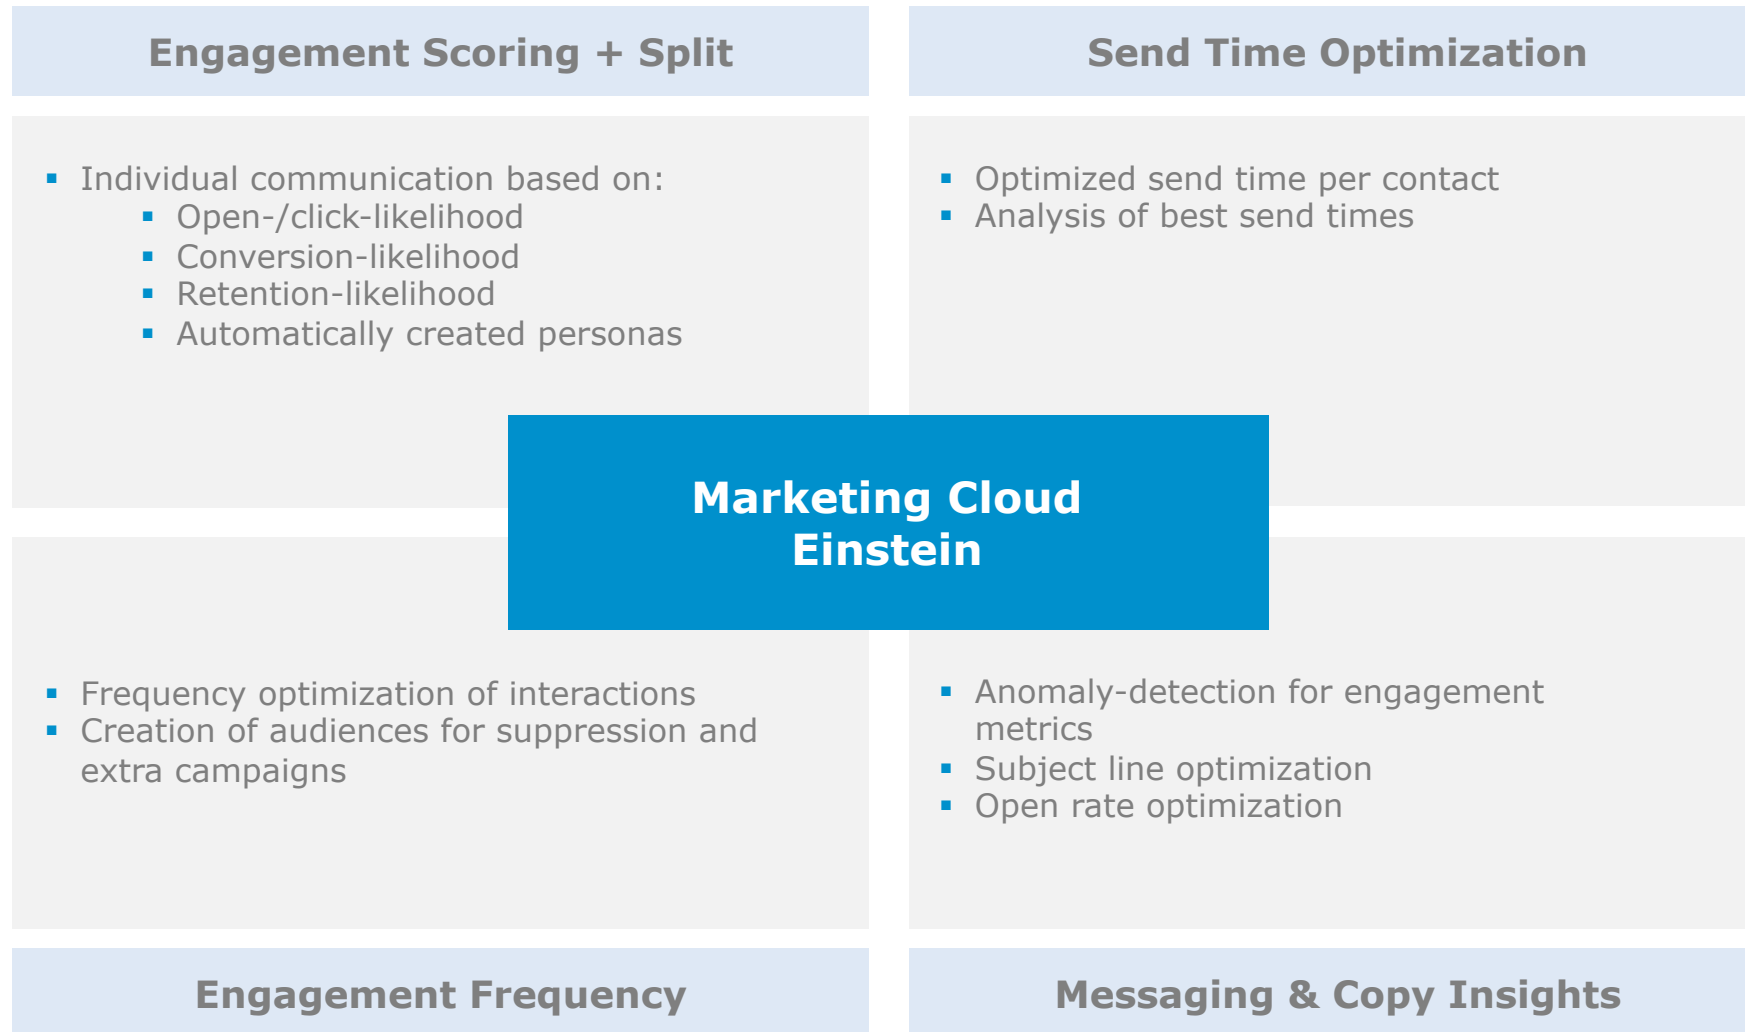 Engagement Scoring + Split
Send Time Optimization
▪ Individual communication based on:
▪ Open-/click-likelihood
▪ Conversion-likelihood
▪ Retention-likelihood
▪ Automatically created personas
▪ Optimized send time per contact
▪ Analysis of best send times
Marketing Cloud
Einstein
▪ Frequency optimization of interactions
▪ Creation of audiences for suppression and
extra campaigns
▪ Anomaly-detection for engagement
metrics
▪ Subject line optimization
▪ Open rate optimization
Engagement Frequency
Messaging & Copy Insights